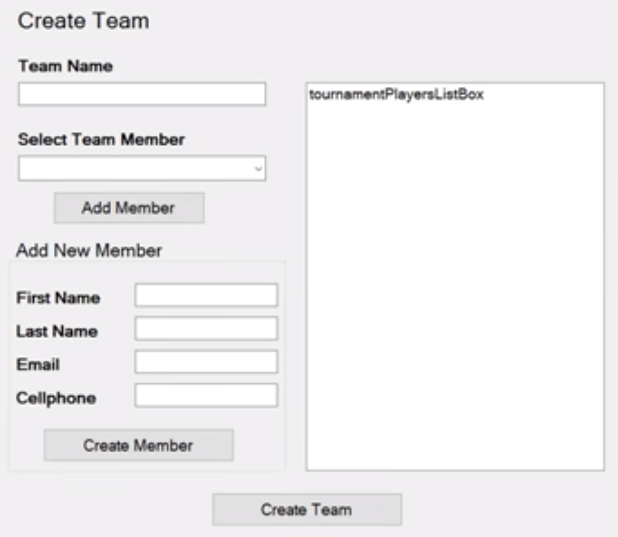 Create Team
Team Name
tournamentPlayersListBox
Select Team Member
Add Member
Add New Member
First Name
Last Name
Email
Cellphone
Create Member
Create Team